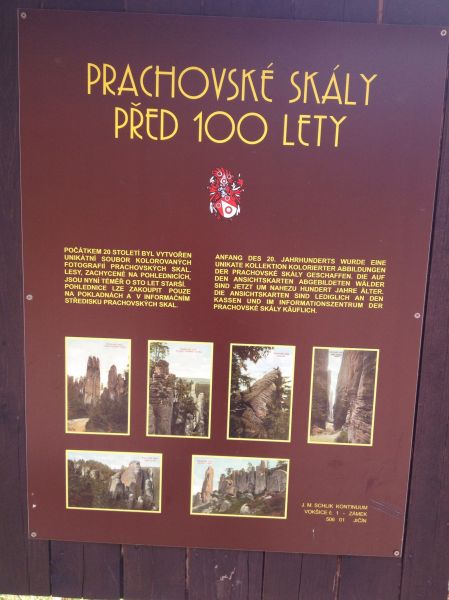 PRACHOVSKÉ SKÁLY
PŘED 100 LETY
POČÁTKEM 20 STOLETÍ BYL VYTVOŘEN
UNIKÁTNÍ SOUBOR KOLOROVANÝCH
FOTOGRAFIÍ PRACHOVSKÝCH SKAL.
LESY, ZACHYCENÉ NA POHLEDNICÍCH,
JSOU NYNÍ TÉMĚŘ O STO LET STARŠÍ.
POHLEDNICE LZE ZAKOUPIT POUZE
NA POKLADNÁCH A V INFORMAČNÍM
STŘEDISKU PRACHOVSKÝCH SKAL.
ANFANG DES 20. JAHRHUNDERTS WURDE EINE
UNIKATE KOLLEKTION KOLORIERTER ABBILDUNGEN
DER PRACHOVSKÉ SKÁLY GESCHAFFEN. DIE AUF
DEN ANSICHTSKARTEN ABGEBILDETEN WÄLDER
SIND JETZT UM NAHEZU HUNDERT JAHRE ÄLTER.
DIE ANSICHTSKARTEN SIND LEDIGLICH AN DEN
KASSEN UND IM INFORMATIONSZENTRUM DER
PRACHOVSKÉ SKÁLY KÄUFLICH.
J. M. SCHLIK KONTINUUM
VOKŠICE č. 1 - ZÁMEK
506 01 JIČÍN